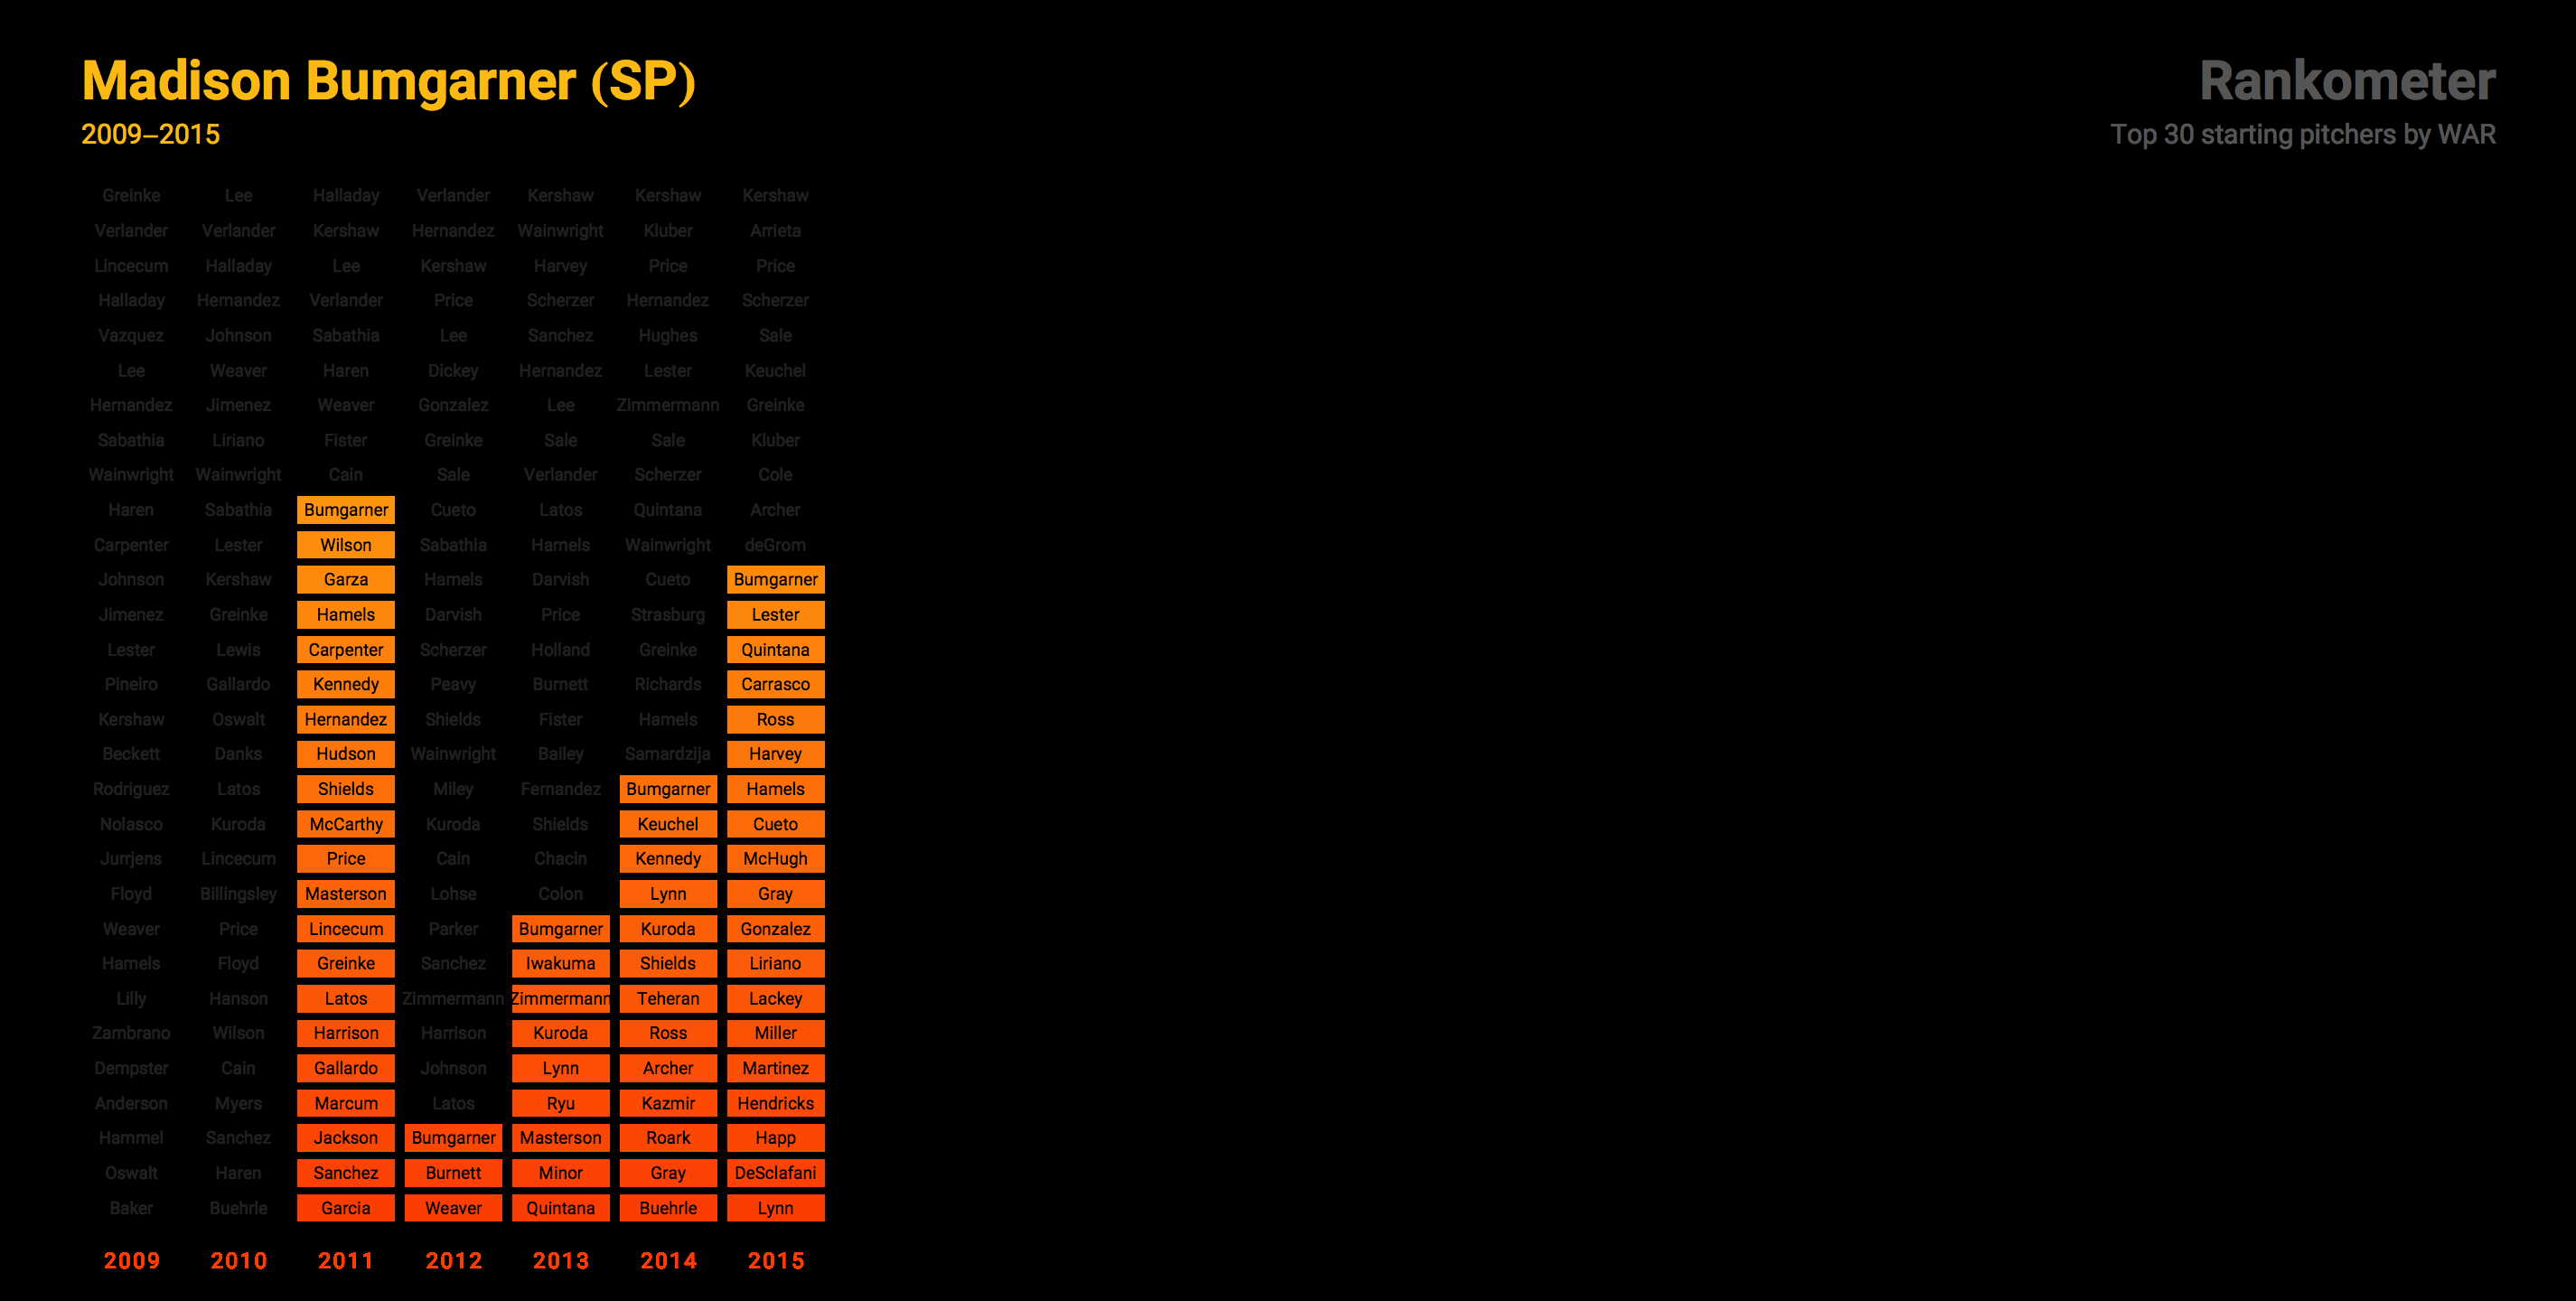 Madison Bumgarner (SP)
2009–2015
Rankometer
Top 30 starting pitchers by WAR
Greinke Lee Halladay Verlander Kershaw Kershaw Kershaw
Verlander Verlander Kershaw Hernandez Wainwright Kluber Arrieta
Lincecum Halladay Lee Kershaw Harvey Price Price
Halladay Hernandez Verlander Price Scherzer Hernandez Scherzer
Vazquez Johnson Sabathia Lee Sanchez Hughes Sale
Lee Weaver Haren Dickey Hernandez Lester Keuchel
Hernandez Jimenez Weaver Gonzalez Lee Zimmermann Greinke
Sabathia Liriano Fister Greinke Sale Sale Kluber
Wainwright Wainwright Cain Sale Verlander Scherzer Cole
Haren Sabathia Bumgarner Cueto Latos Quintana Archer
Carpenter Lester Wilson Sabathia Hamels Wainwright deGrom
Johnson Kershaw Garza Hamels Darvish Cueto Bumgarner
Jimenez Greinke Hamels Darvish Price Strasburg Lester
Lester Lewis Carpenter Scherzer Holland Greinke Quintana
Pineiro Gallardo Kennedy Peavy Burnett Richards Carrasco
Kershaw Oswalt Hernandez Shields Fister Hamels Ross
Beckett Danks Hudson Wainwright Bailey Samardzija Harvey
Rodriguez Latos Shields Miley Fernandez Bumgarner Hamels
Nolasco Kuroda McCarthy Kuroda Shields Keuchel Cueto
Jurrjens Lincecum Price Cain Chacin Kennedy McHugh
Floyd Billingsley Masterson Lohse Colon Lynn Gray
Weaver Price Lincecum Parker Bumgarner Kuroda Gonzalez
Hamels Floyd Greinke Sanchez Iwakuma Shields Liriano
Lilly Hanson Latos Zimmermann Zimmermann Teheran Lackey
Zambrano Wilson Harrison Harrison Kuroda Ross Miller
Dempster Cain Gallardo Johnson Lynn Archer Martinez
Anderson Myers Marcum Latos Ryu Kazmir Hendricks
Hammel Sanchez Jackson Bumgarner Masterson Roark Happ
Oswalt Haren Sanchez Burnett Minor Gray DeSclafani
Baker Buehrle Garcia Weaver Quintana Buehrle Lynn
2009 2010 2011 2012 2013 2014 2015